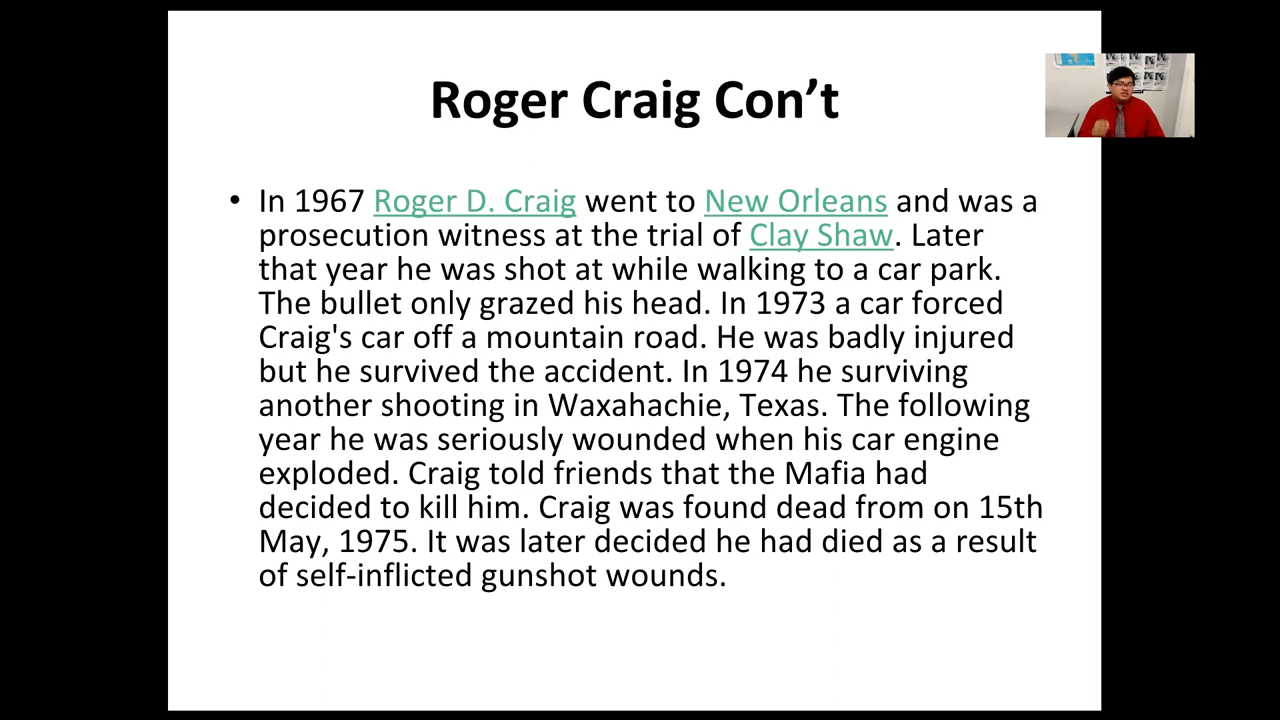 Roger Craig Con’t
• In 1967 Roger D. Craig went to New Orleans and was a
prosecution witness at the trial of Clay Shaw. Later
that year he was shot at while walking to a car park.
The bullet only grazed his head. In 1973 a car forced
Craig's car off a mountain road. He was badly injured
but he survived the accident. In 1974 he surviving
another shooting in Waxahachie, Texas. The following
year he was seriously wounded when his car engine
exploded. Craig told friends that the Mafia had
decided to kill him. Craig was found dead from on 15th
May, 1975. It was later decided he had died as a result
of self-inflicted gunshot wounds.